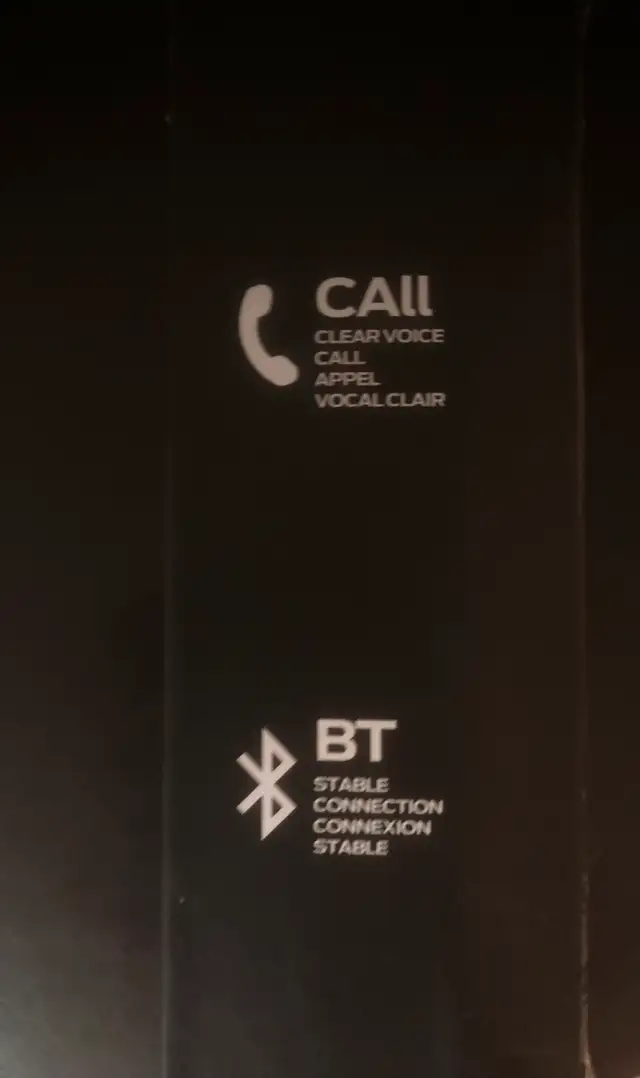 CAll
CLEAR VOICE
CALL
APPEL
VOCAL CLAIR
BT
STABLE
CONNECTION
CONNEXION
STABLE